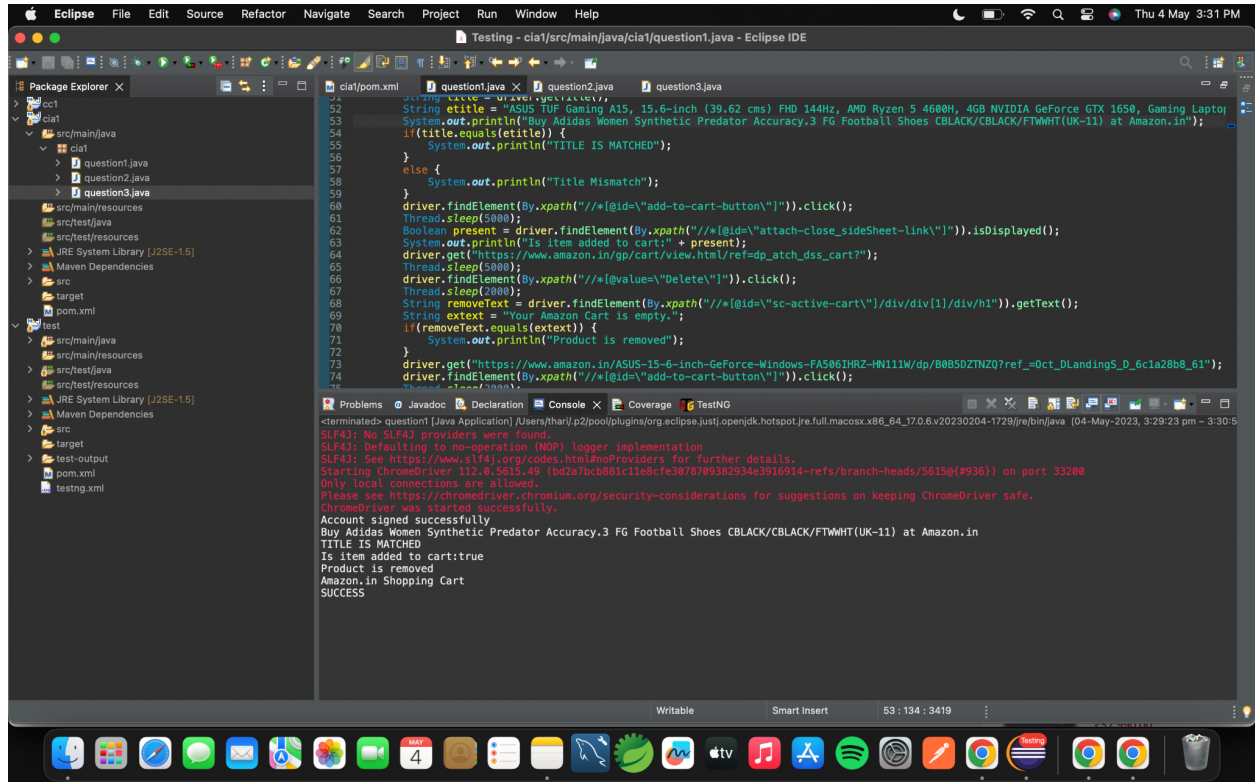 Eclipse File Edit Source Refactor Navigate Search Project Run Window Help Thu 4 May 3:31 PM
Testing - cia1/src/main/java/cia1/question1.java - Eclipse IDE
Package Explorer
cc1
cia1
src/main/java
cia1
question1.java
question2.java
question3.java
src/main/resources
src/test/java
src/test/resources
JRE System Library [J2SE-1.5]
Maven Dependencies
src
target
pom.xml
test
src/main/java
src/main/resources
src/test/java
src/test/resources
JRE System Library [J2SE-1.5]
Maven Dependencies
src
target
test-output
pom.xml
testng.xml
cia1/pom.xml question1.java question2.java question3.java
51 String title = driver.getTitle();
52 String etitle = "ASUS TUF Gaming A15, 15.6-inch (39.62 cms) FHD 144Hz, AMD Ryzen 5 4600H, 4GB NVIDIA GeForce GTX 1650, Gaming Laptop
53 System.out.println("Buy Adidas Women Synthetic Predator Accuracy.3 FG Football Shoes CBLACK/CBLACK/FTWWHT(UK-11) at Amazon.in");
54 if(title.equals(etitle)) {
55 System.out.println("TITLE IS MATCHED");
56 }
57 else {
58 System.out.println("Title Mismatch");
59 }
60 driver.findElement(By.xpath("//*[@id=\"add-to-cart-button\"]")).click();
61 Thread.sleep(5000);
62 Boolean present = driver.findElement(By.xpath("//*[@id=\"attach-close_sideSheet-link\"]")).isDisplayed();
63 System.out.println("Is item added to cart:" + present);
64 driver.get("https://www.amazon.in/gp/cart/view.html/ref=dp_atch_dss_cart?");
65 Thread.sleep(5000);
66 driver.findElement(By.xpath("//*[@value=\"Delete\"]")).click();
67 Thread.sleep(2000);
68 String removeText = driver.findElement(By.xpath("//*[@id=\"sc-active-cart\"]/div/div[1]/div/h1")).getText();
69 String extext = "Your Amazon Cart is empty.";
70 if(removeText.equals(extext)) {
71 System.out.println("Product is removed");
72 }
73 driver.get("https://www.amazon.in/ASUS-15-6-inch-GeForce-Windows-FA506IHRZ-HN111W/dp/B0B5DZTNZQ?ref_=Oct_DLandingS_D_6c1a28b8_61");
74 driver.findElement(By.xpath("//*[@id=\"add-to-cart-button\"]")).click();
75 Thread.sleep(2000);
Problems Javadoc Declaration Console Coverage TestNG
<terminated> question1 [Java Application] /Users/thari/.p2/pool/plugins/org.eclipse.justj.openjdk.hotspot.jre.full.macosx.x86_64_17.0.6.v20230204-1729/jre/bin/java (04-May-2023, 3:29:23 pm – 3:30:5
SLF4J: No SLF4J providers were found.
SLF4J: Defaulting to no-operation (NOP) logger implementation
SLF4J: See https://www.slf4j.org/codes.html#noProviders for further details.
Starting ChromeDriver 112.0.5615.49 (bd2a7bcb881c11e8cfe3078709382934e3916914-refs/branch-heads/5615@{#936}) on port 33200
Only local connections are allowed.
Please see https://chromedriver.chromium.org/security-considerations for suggestions on keeping ChromeDriver safe.
ChromeDriver was started successfully.
Account signed successfully
Buy Adidas Women Synthetic Predator Accuracy.3 FG Football Shoes CBLACK/CBLACK/FTWWHT(UK-11) at Amazon.in
TITLE IS MATCHED
Is item added to cart:true
Product is removed
Amazon.in Shopping Cart
SUCCESS
Writable Smart Insert 53 : 134 : 3419
MAY
4
tv
Testing